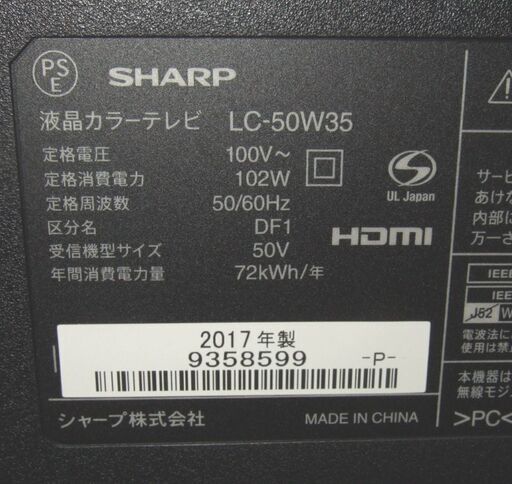 PS
E
SHARP
液晶カラーテレビ LC-50W35
定格電圧 100V～
定格消費電力 102W
定格周波数 50/60Hz
区分名 DF1
受信機型サイズ 50V
年間消費電力量 72kWh/年
S
UL Japan
HDMI
2017年製
9358599
-P-
シャープ株式会社
MADE IN CHINA
サービ
あけな
内部に
万一さ
IEEE
IEEE
J52 W
電波法に
使用は禁止
本機器は
無線モジ
>PC<